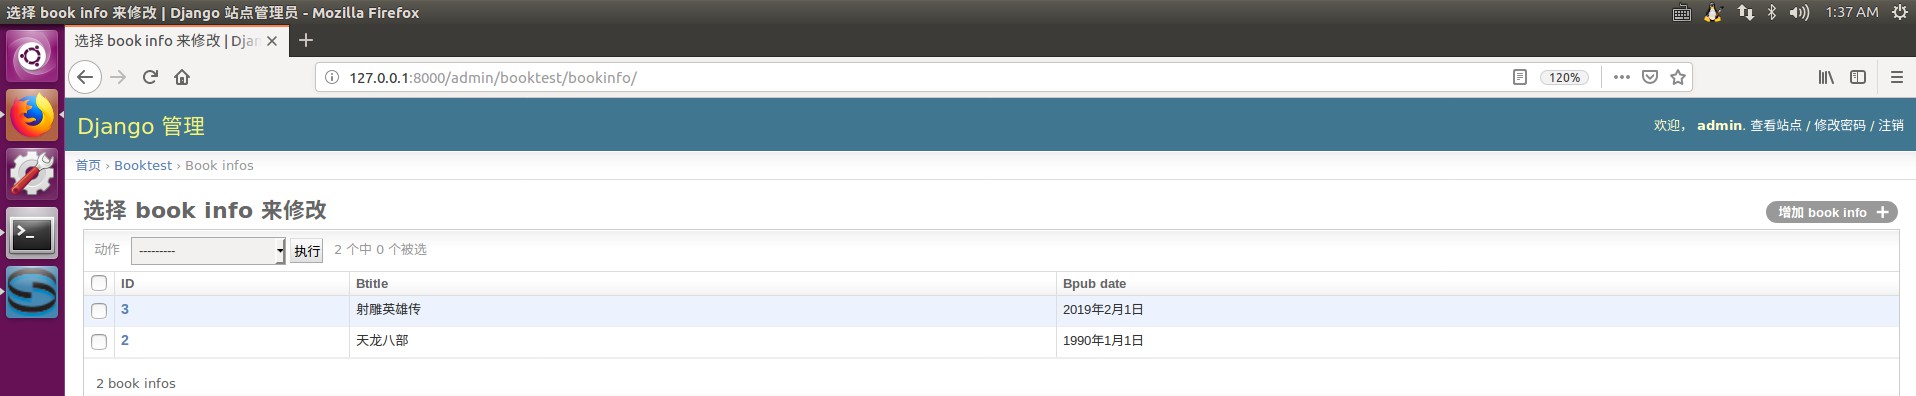 选择 book info 来修改 | Django 站点管理员 - Mozilla Firefox
1:37 AM
选择 book info 来修改 | Djan
127.0.0.1:8000/admin/booktest/bookinfo/
120%
Django 管理
欢迎， admin. 查看站点 / 修改密码 / 注销
首页 › Booktest › Book infos
选择 book info 来修改
增加 book info +
动作 --------- 执行 2 个中 0 个被选
ID Btitle Bpub date
3 射雕英雄传 2019年2月1日
2 天龙八部 1990年1月1日
2 book infos